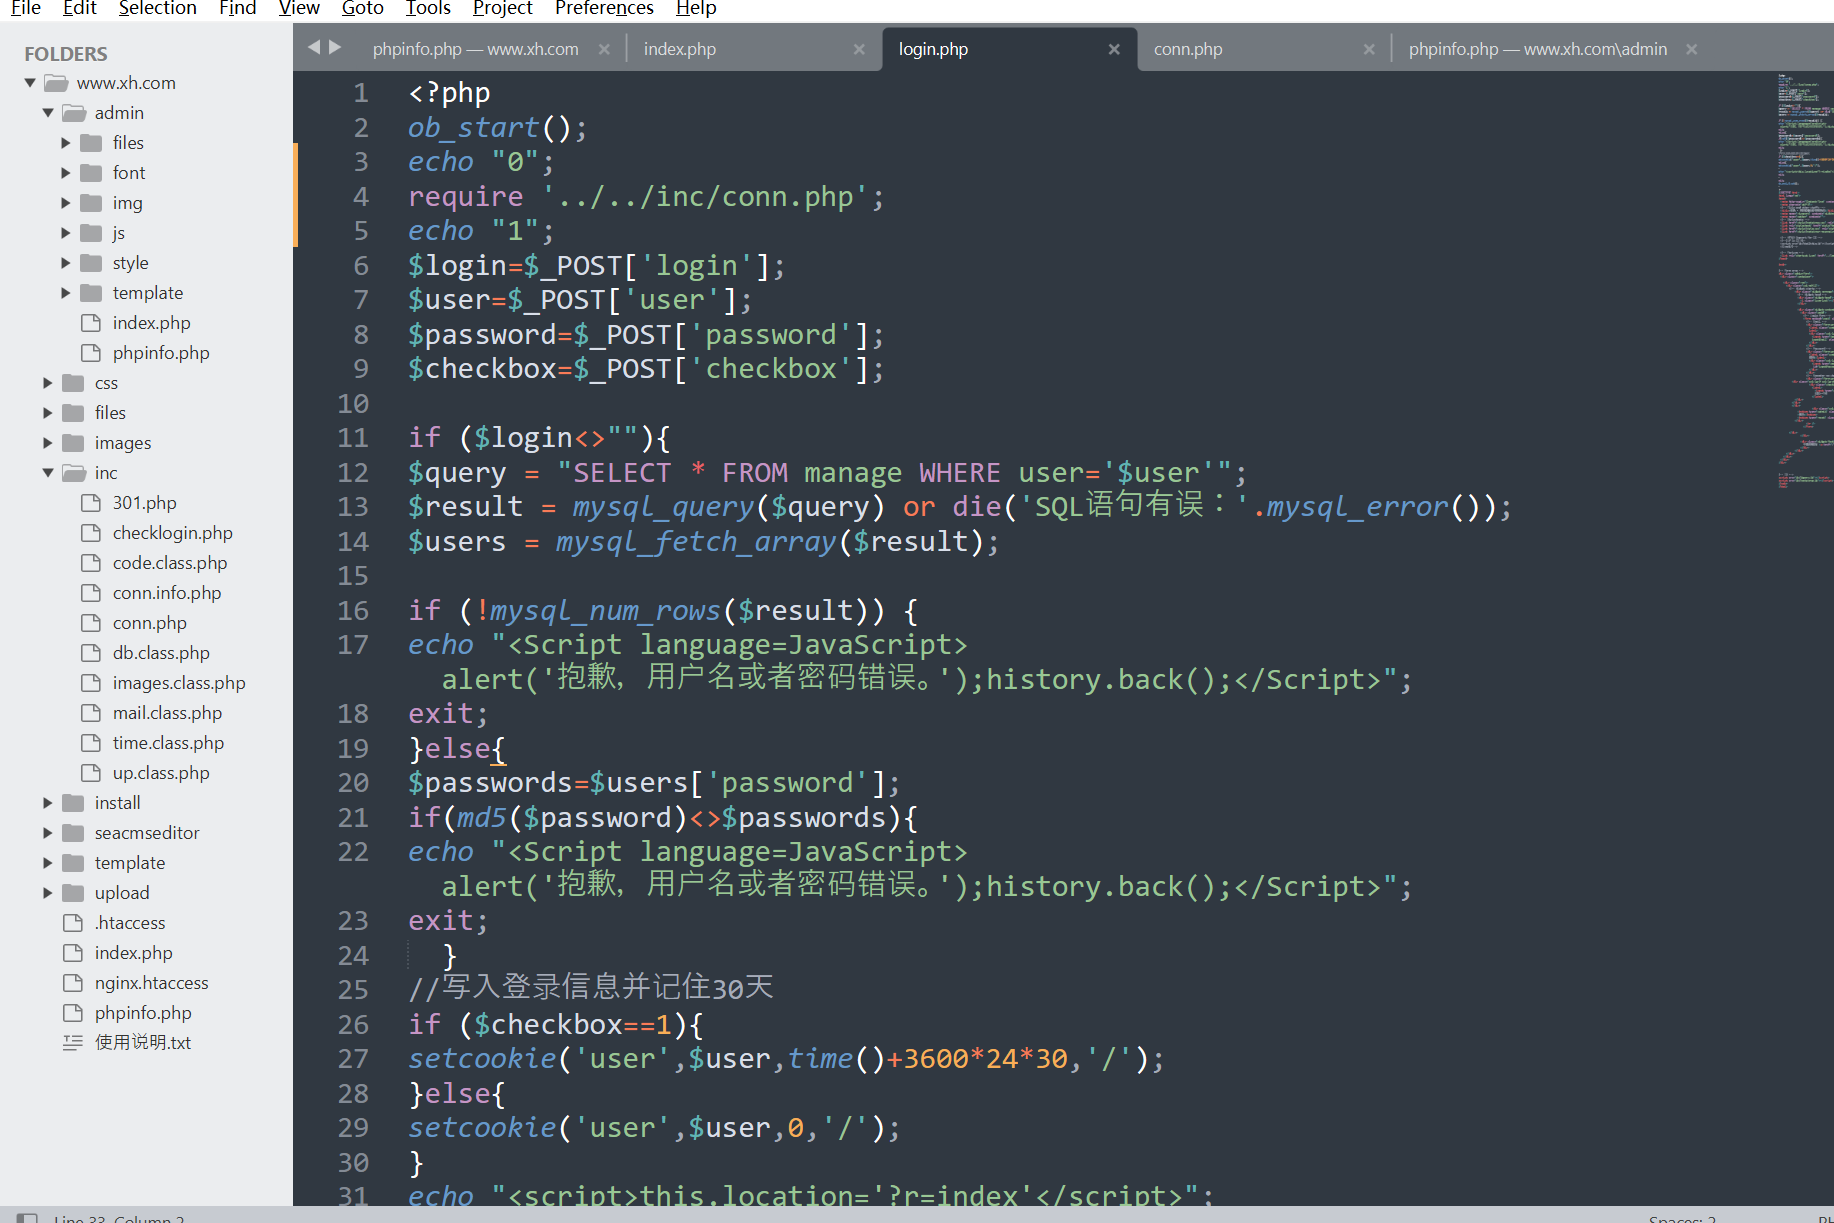 File Edit Selection Find View Goto Tools Project Preferences Help
FOLDERS
www.xh.com
admin
files
font
img
js
style
template
index.php
phpinfo.php
css
files
images
inc
301.php
checklogin.php
code.class.php
conn.info.php
conn.php
db.class.php
images.class.php
mail.class.php
time.class.php
up.class.php
install
seacmseditor
template
upload
.htaccess
index.php
nginx.htaccess
phpinfo.php
使用说明.txt
phpinfo.php — www.xh.com × index.php × login.php × conn.php × phpinfo.php — www.xh.com\admin ×
1 <?php
2 ob_start();
3 echo "0";
4 require '../../inc/conn.php';
5 echo "1";
6 $login=$_POST['login'];
7 $user=$_POST['user'];
8 $password=$_POST['password'];
9 $checkbox=$_POST['checkbox'];
10
11 if ($login<>""){
12 $query = "SELECT * FROM manage WHERE user='$user'";
13 $result = mysql_query($query) or die('SQL语句有误：'.mysql_error());
14 $users = mysql_fetch_array($result);
15
16 if (!mysql_num_rows($result)) {
17 echo "<Script language=JavaScript>
alert('抱歉，用户名或者密码错误。');history.back();</Script>";
18 exit;
19 }else{
20 $passwords=$users['password'];
21 if(md5($password)<>$passwords){
22 echo "<Script language=JavaScript>
alert('抱歉，用户名或者密码错误。');history.back();</Script>";
23 exit;
24 }
25 //写入登录信息并记住30天
26 if ($checkbox==1){
27 setcookie('user',$user,time()+3600*24*30,'/');
28 }else{
29 setcookie('user',$user,0,'/');
30 }
31 echo "<script>this.location='?r=index'</script>";
Line 33, Column 2
Spaces: 2